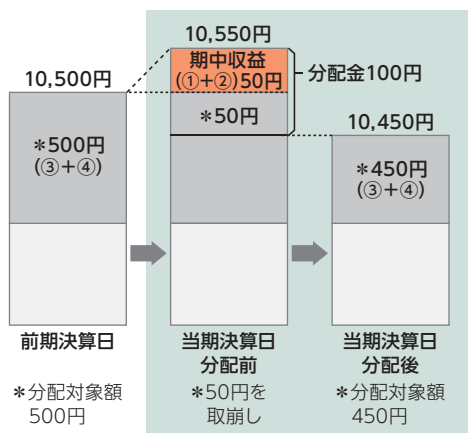 10,500円
*500円
(③+④)
前期決算日
*分配対象額
500円
10,550円
期中収益
(①+②)50円
*50円
分配金100円
当期決算日
分配前
*50円を
取崩し
10,450円
*450円
(③+④)
当期決算日
分配後
*分配対象額
450円